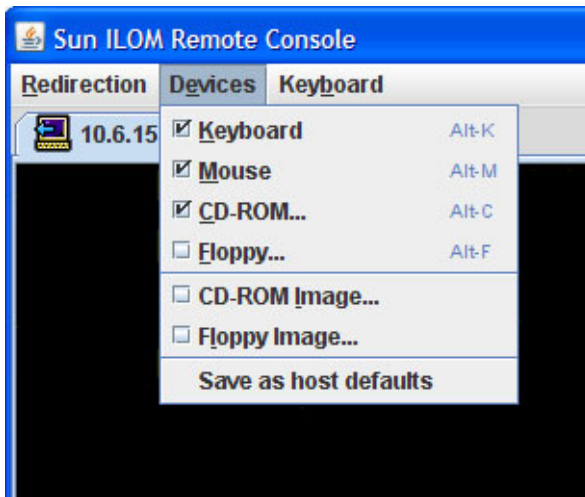 Sun ILOM Remote Console
Redirection Devices Keyboard
10.6.15
Keyboard Alt-K
Mouse Alt-M
CD-ROM... Alt-C
Floppy... Alt-F
CD-ROM Image...
Floppy Image...
Save as host defaults